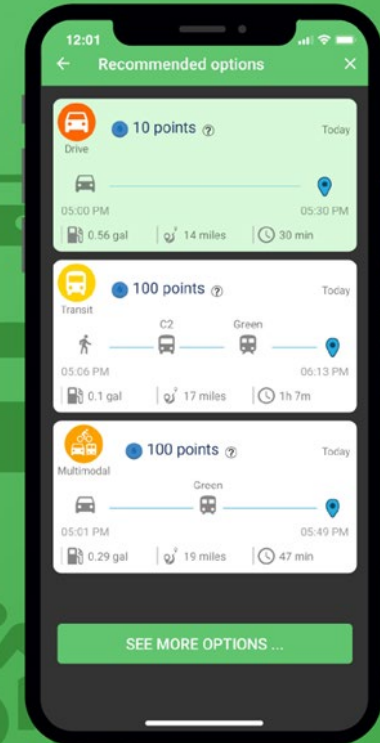 12:01
Recommended options
10 points ?
Today
Drive
05:00 PM 05:30 PM
0.56 gal 14 miles 30 min
100 points ?
Today
Transit
C2 Green
05:06 PM 06:13 PM
0.1 gal 17 miles 1h 7m
100 points ?
Today
Multimodal
Green
05:01 PM 05:49 PM
0.29 gal 19 miles 47 min
SEE MORE OPTIONS ...